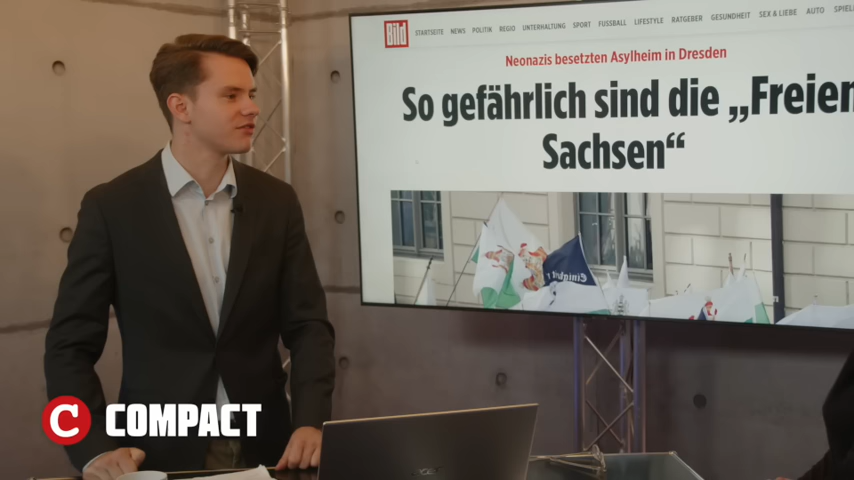 Bild
STARTSEITE NEWS POLITIK REGIO UNTERHALTUNG SPORT FUSSBALL LIFESTYLE RATGEBER GESUNDHEIT SEX & LIEBE AUTO SPIEL
Neonazis besetzten Asylheim in Dresden
So gefährlich sind die „Freien
Sachsen“
C COMPACT
acer